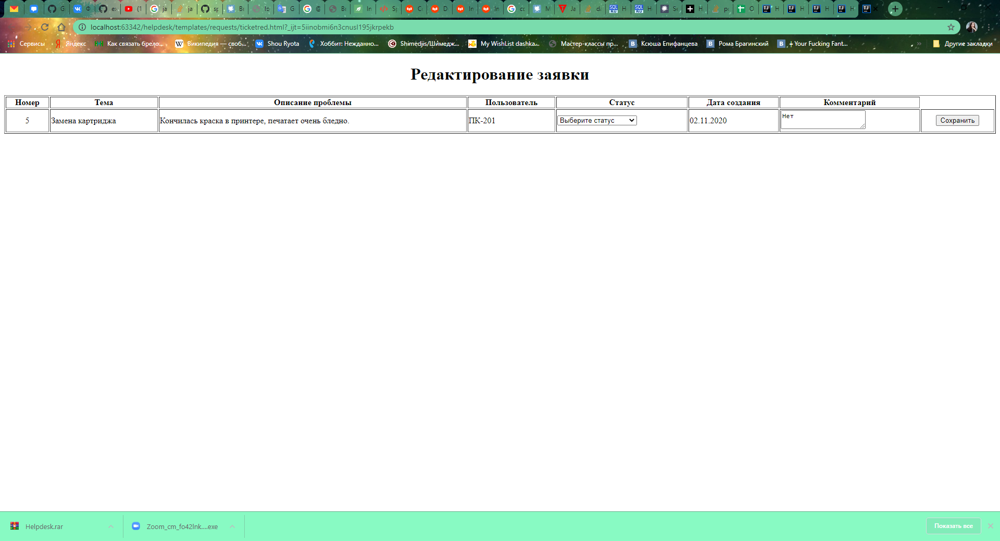 localhost:63342/helpdesk/templates/requests/ticketred.html?_ijt=5iinobmi6n3cnusl195jkrpekb
Сервисы Яндекс Как связать брело... Википедия — своб... Shou Ryota Хоббит: Нежданно... Shimedjis/Шимедж... My WishList dashka... Мастер-классы пр... Ксюша Епифанцева Рома Брагинский Your Fucking Fant... » Другие закладки
Редактирование заявки
Номер Тема Описание проблемы Пользователь Статус Дата создания Комментарий
5 Замена картриджа Кончилась краска в принтере, печатает очень бледно. ПК-201 Выберите статус 02.11.2020 Нет Сохранить
Helpdesk.rar Zoom_cm_fo42lnk....exe Показать все